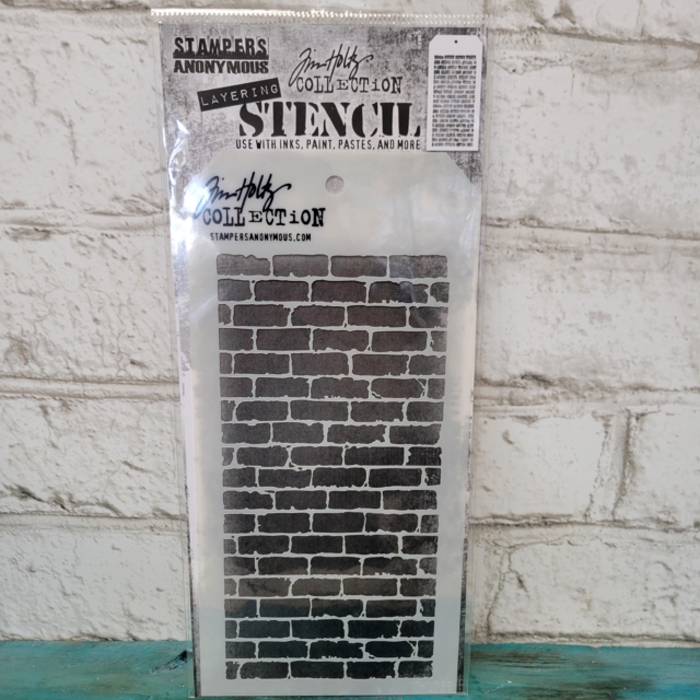 STAMPERS
ANONYMOUS
Tim Holtz
COLLECTiON
LAYERING
STENCIL
USE WITH INKS, PAINT, PASTES, AND MORE
Tim Holtz
COLLECTiON
STAMPERSANONYMOUS.COM